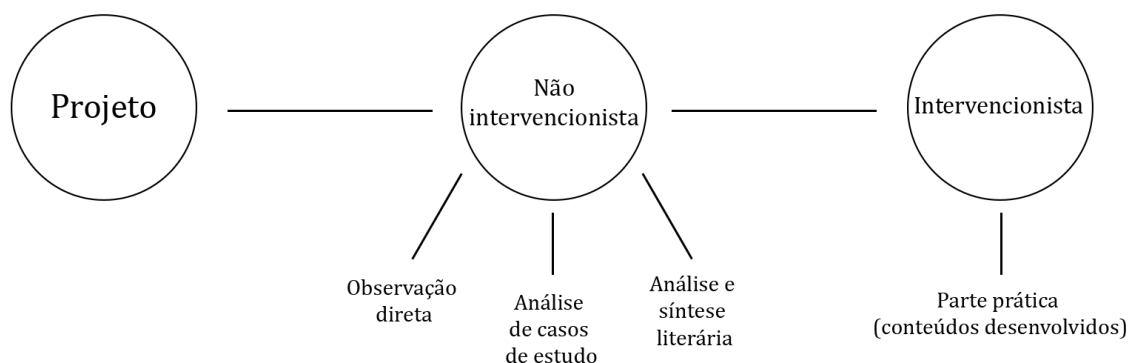 Projeto
Não
intervencionista
Intervencionista
Observação
direta
Análise
de casos
de estudo
Análise e
síntese
literária
Parte prática
(conteúdos desenvolvidos)